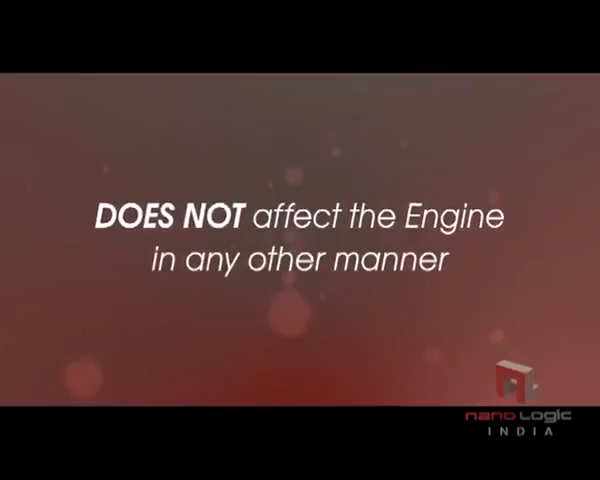 DOES NOT affect the Engine
in any other manner
nano Logic
INDIA